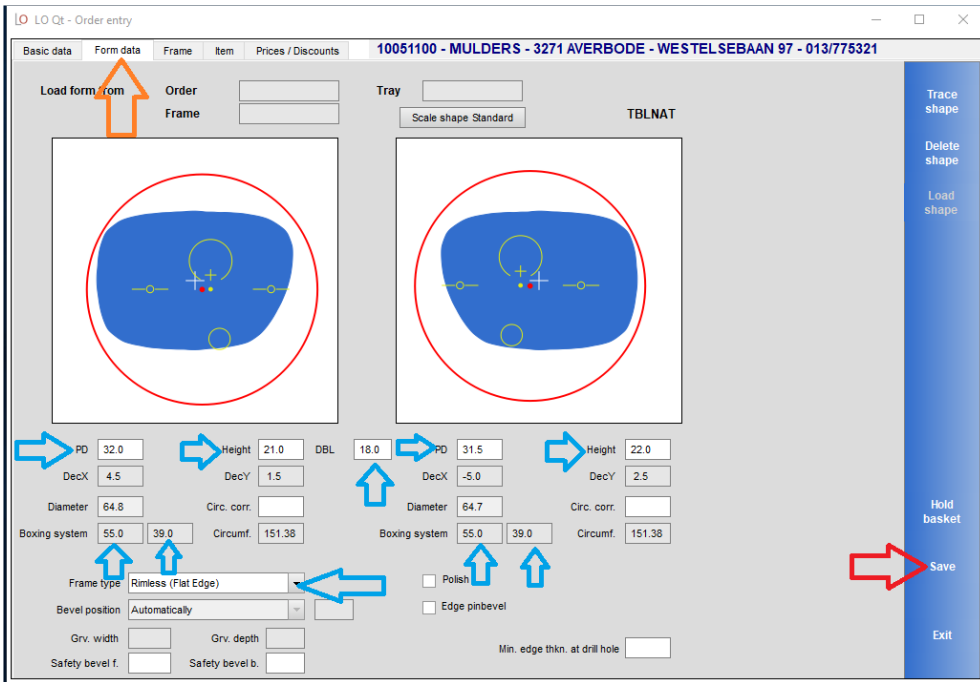 LO LO Qt - Order entry
Basic data Form data Frame Item Prices / Discounts 10051100 - MULDERS - 3271 AVERBODE - WESTELSEBAAN 97 - 013/775321
Load form from Order Tray
Frame Scale shape Standard TBLNAT
Trace
shape
Delete
shape
Load
shape
PD 32.0 Height 21.0 DBL 18.0 PD 31.5 Height 22.0
DecX 4.5 DecY 1.5 DecX -5.0 DecY 2.5
Diameter 64.8 Circ. corr. Diameter 64.7 Circ. corr.
Boxing system 55.0 39.0 Circumf. 151.38 Boxing system 55.0 39.0 Circumf. 151.38
Hold
basket
Frame type Rimless (Flat Edge) Polish
Save
Bevel position Automatically Edge pinbevel
Grv. width Grv. depth
Min. edge thkn. at drill hole
Exit
Safety bevel f. Safety bevel b.